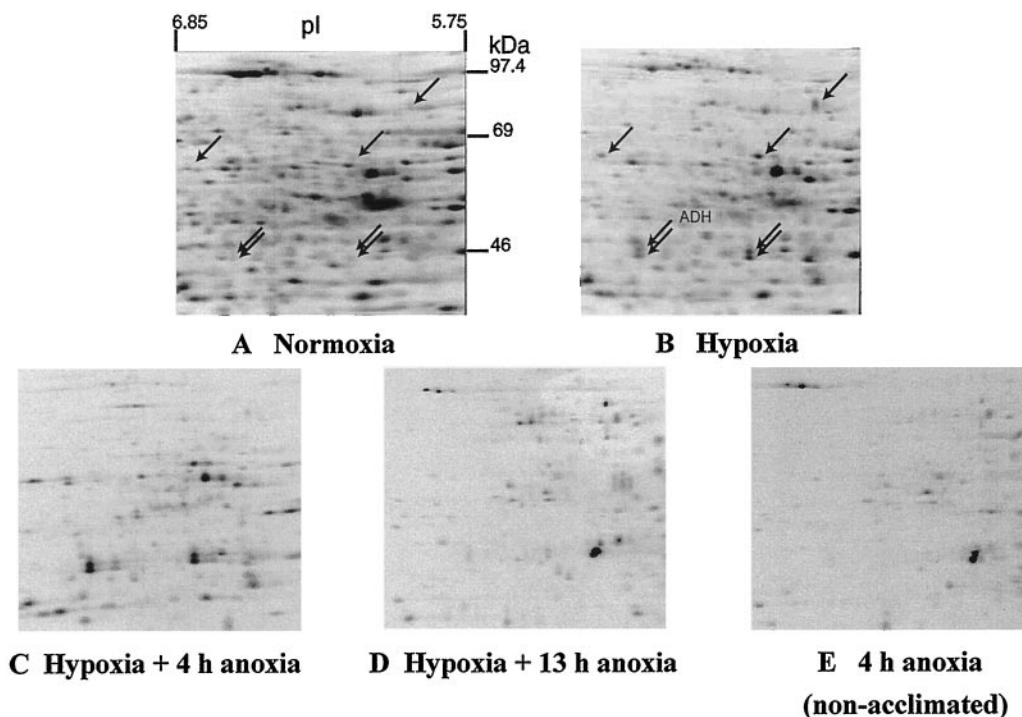 6.85 pI 5.75
kDa
97.4
69
ADH
46
A Normoxia
B Hypoxia
C Hypoxia + 4 h anoxia
D Hypoxia + 13 h anoxia
E 4 h anoxia
(non-acclimated)